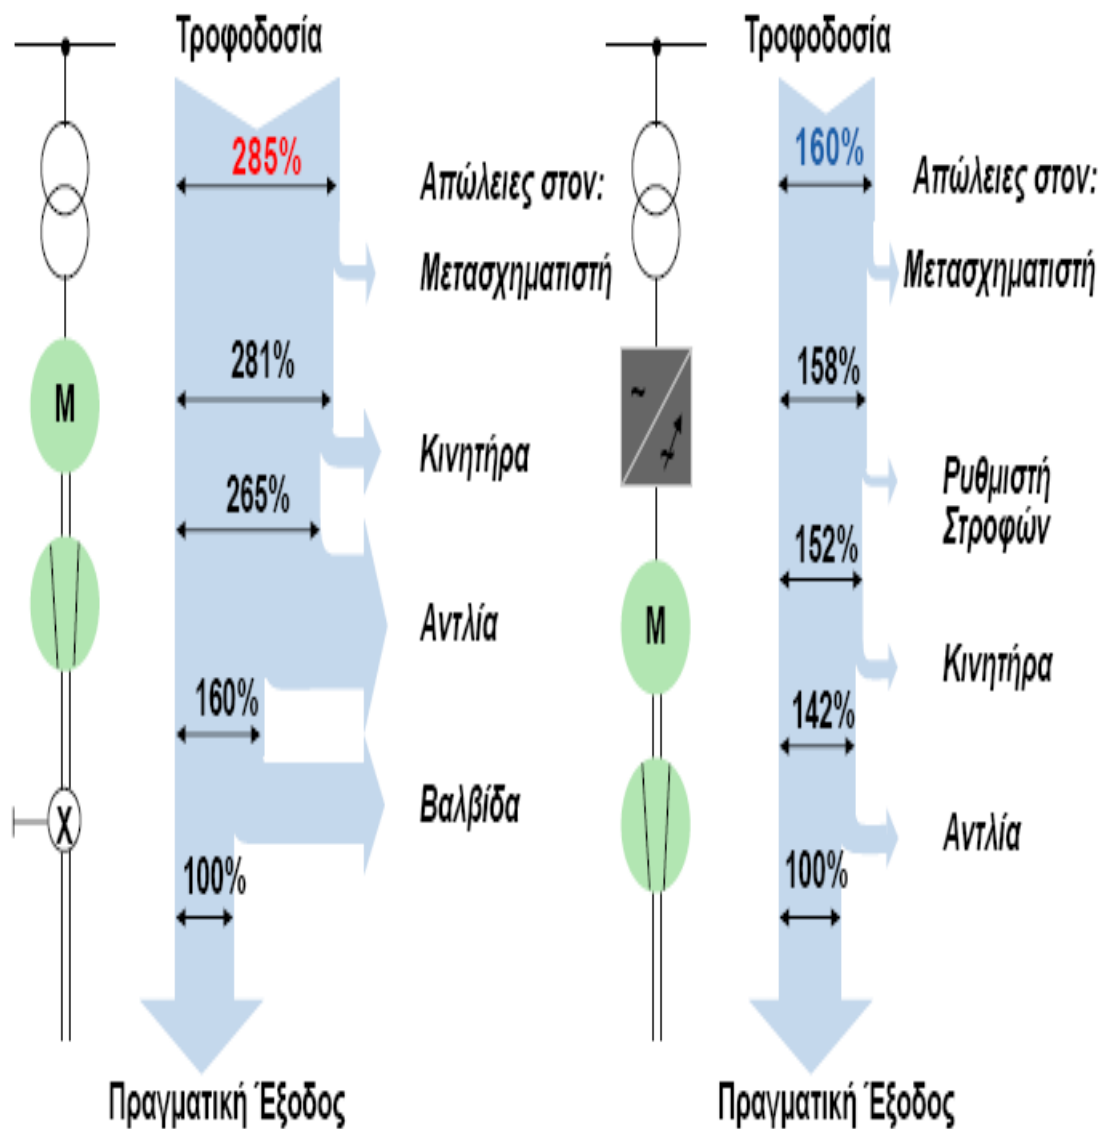 Τροφοδοσία
285%
Απώλειες στον:
Μετασχηματιστή
281%
M
Κινητήρα
265%
Αντλία
160%
Βαλβίδα
X
100%
Πραγματική Έξοδος
Τροφοδοσία
160%
Απώλειες στον:
Μετασχηματιστή
158%
~
~
Ρυθμιστή
Στροφών
152%
M
Κινητήρα
142%
Αντλία
100%
Πραγματική Έξοδος